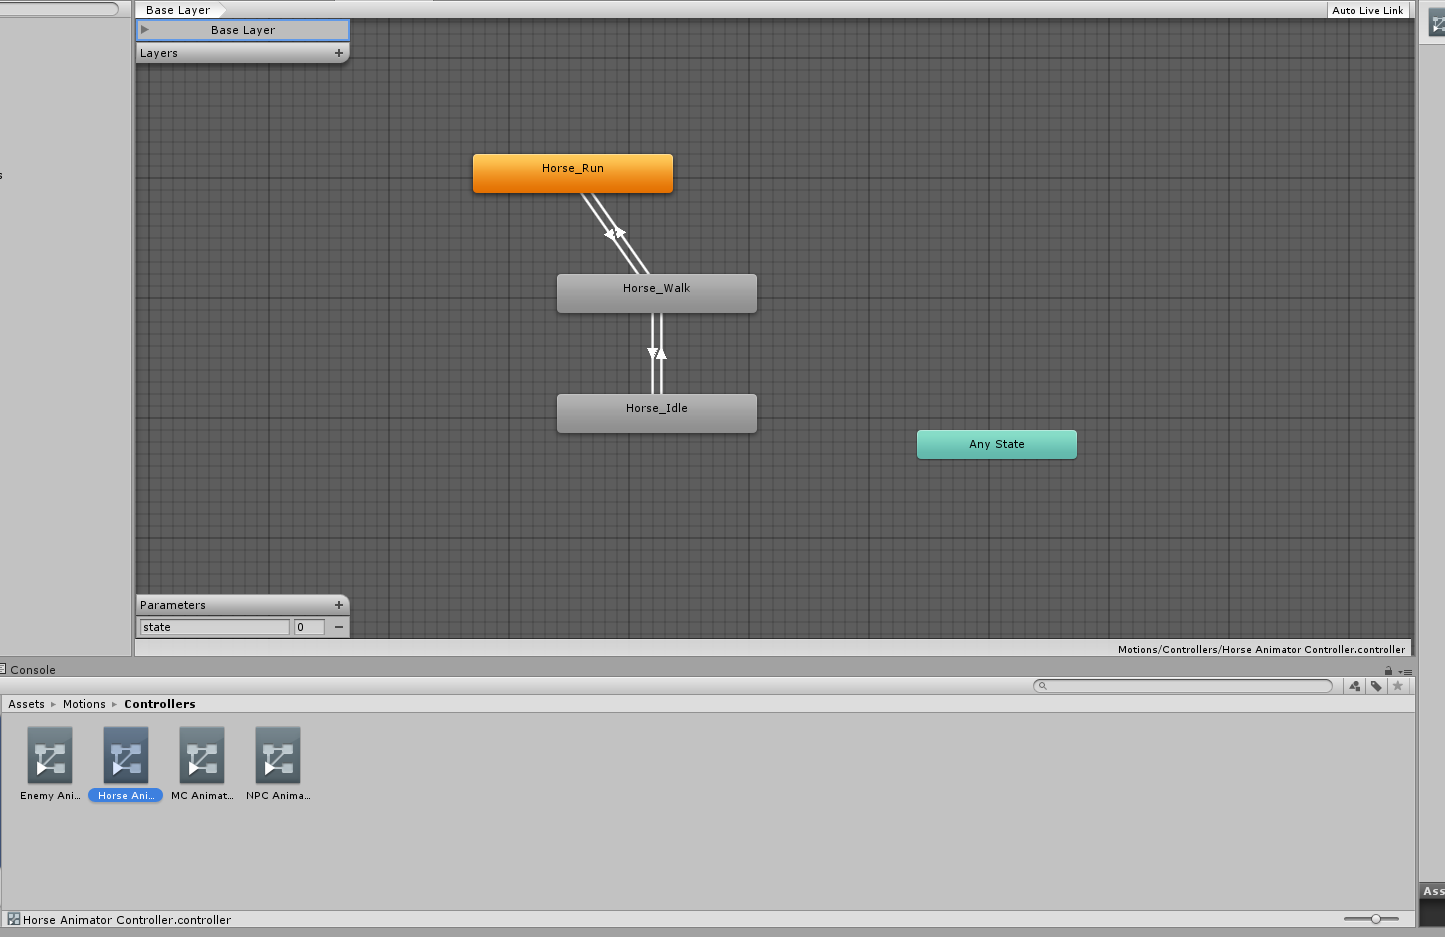 Base Layer
Auto Live Link
Base Layer
Layers
Horse_Run
Horse_Walk
Horse_Idle
Any State
Parameters
state 0
Motions/Controllers/Horse Animator Controller.controller
Console
Assets Motions Controllers
Enemy Ani... Horse Ani... MC Animat... NPC Anima...
Horse Animator Controller.controller